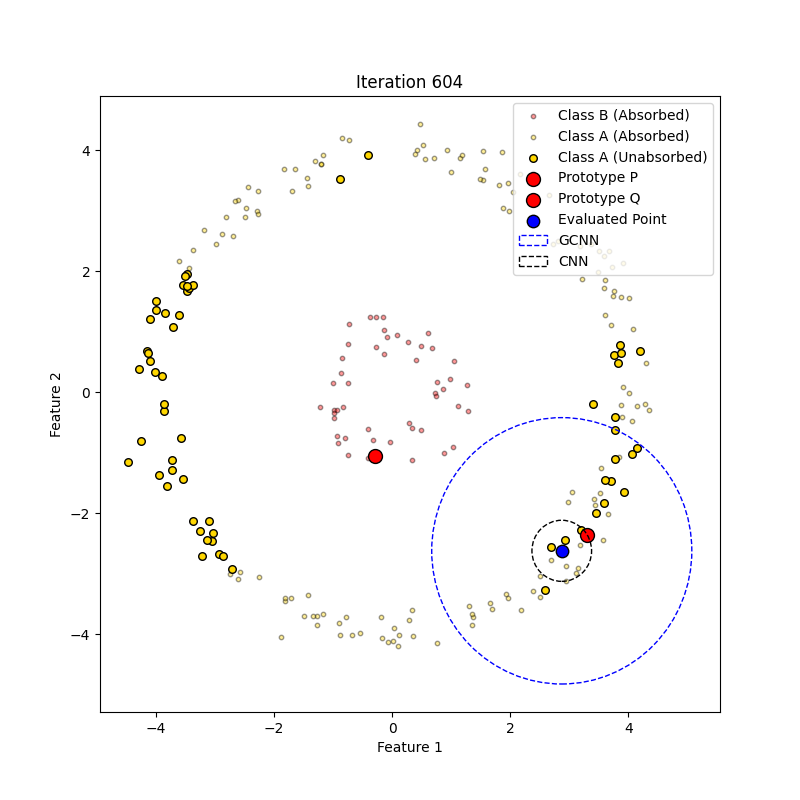 Iteration 604
Class B (Absorbed)
Class A (Absorbed)
Class A (Unabsorbed)
Prototype P
Prototype Q
Evaluated Point
GCNN
CNN
Feature 2
4
2
0
−2
−4
−4
−2
0
2
4
Feature 1